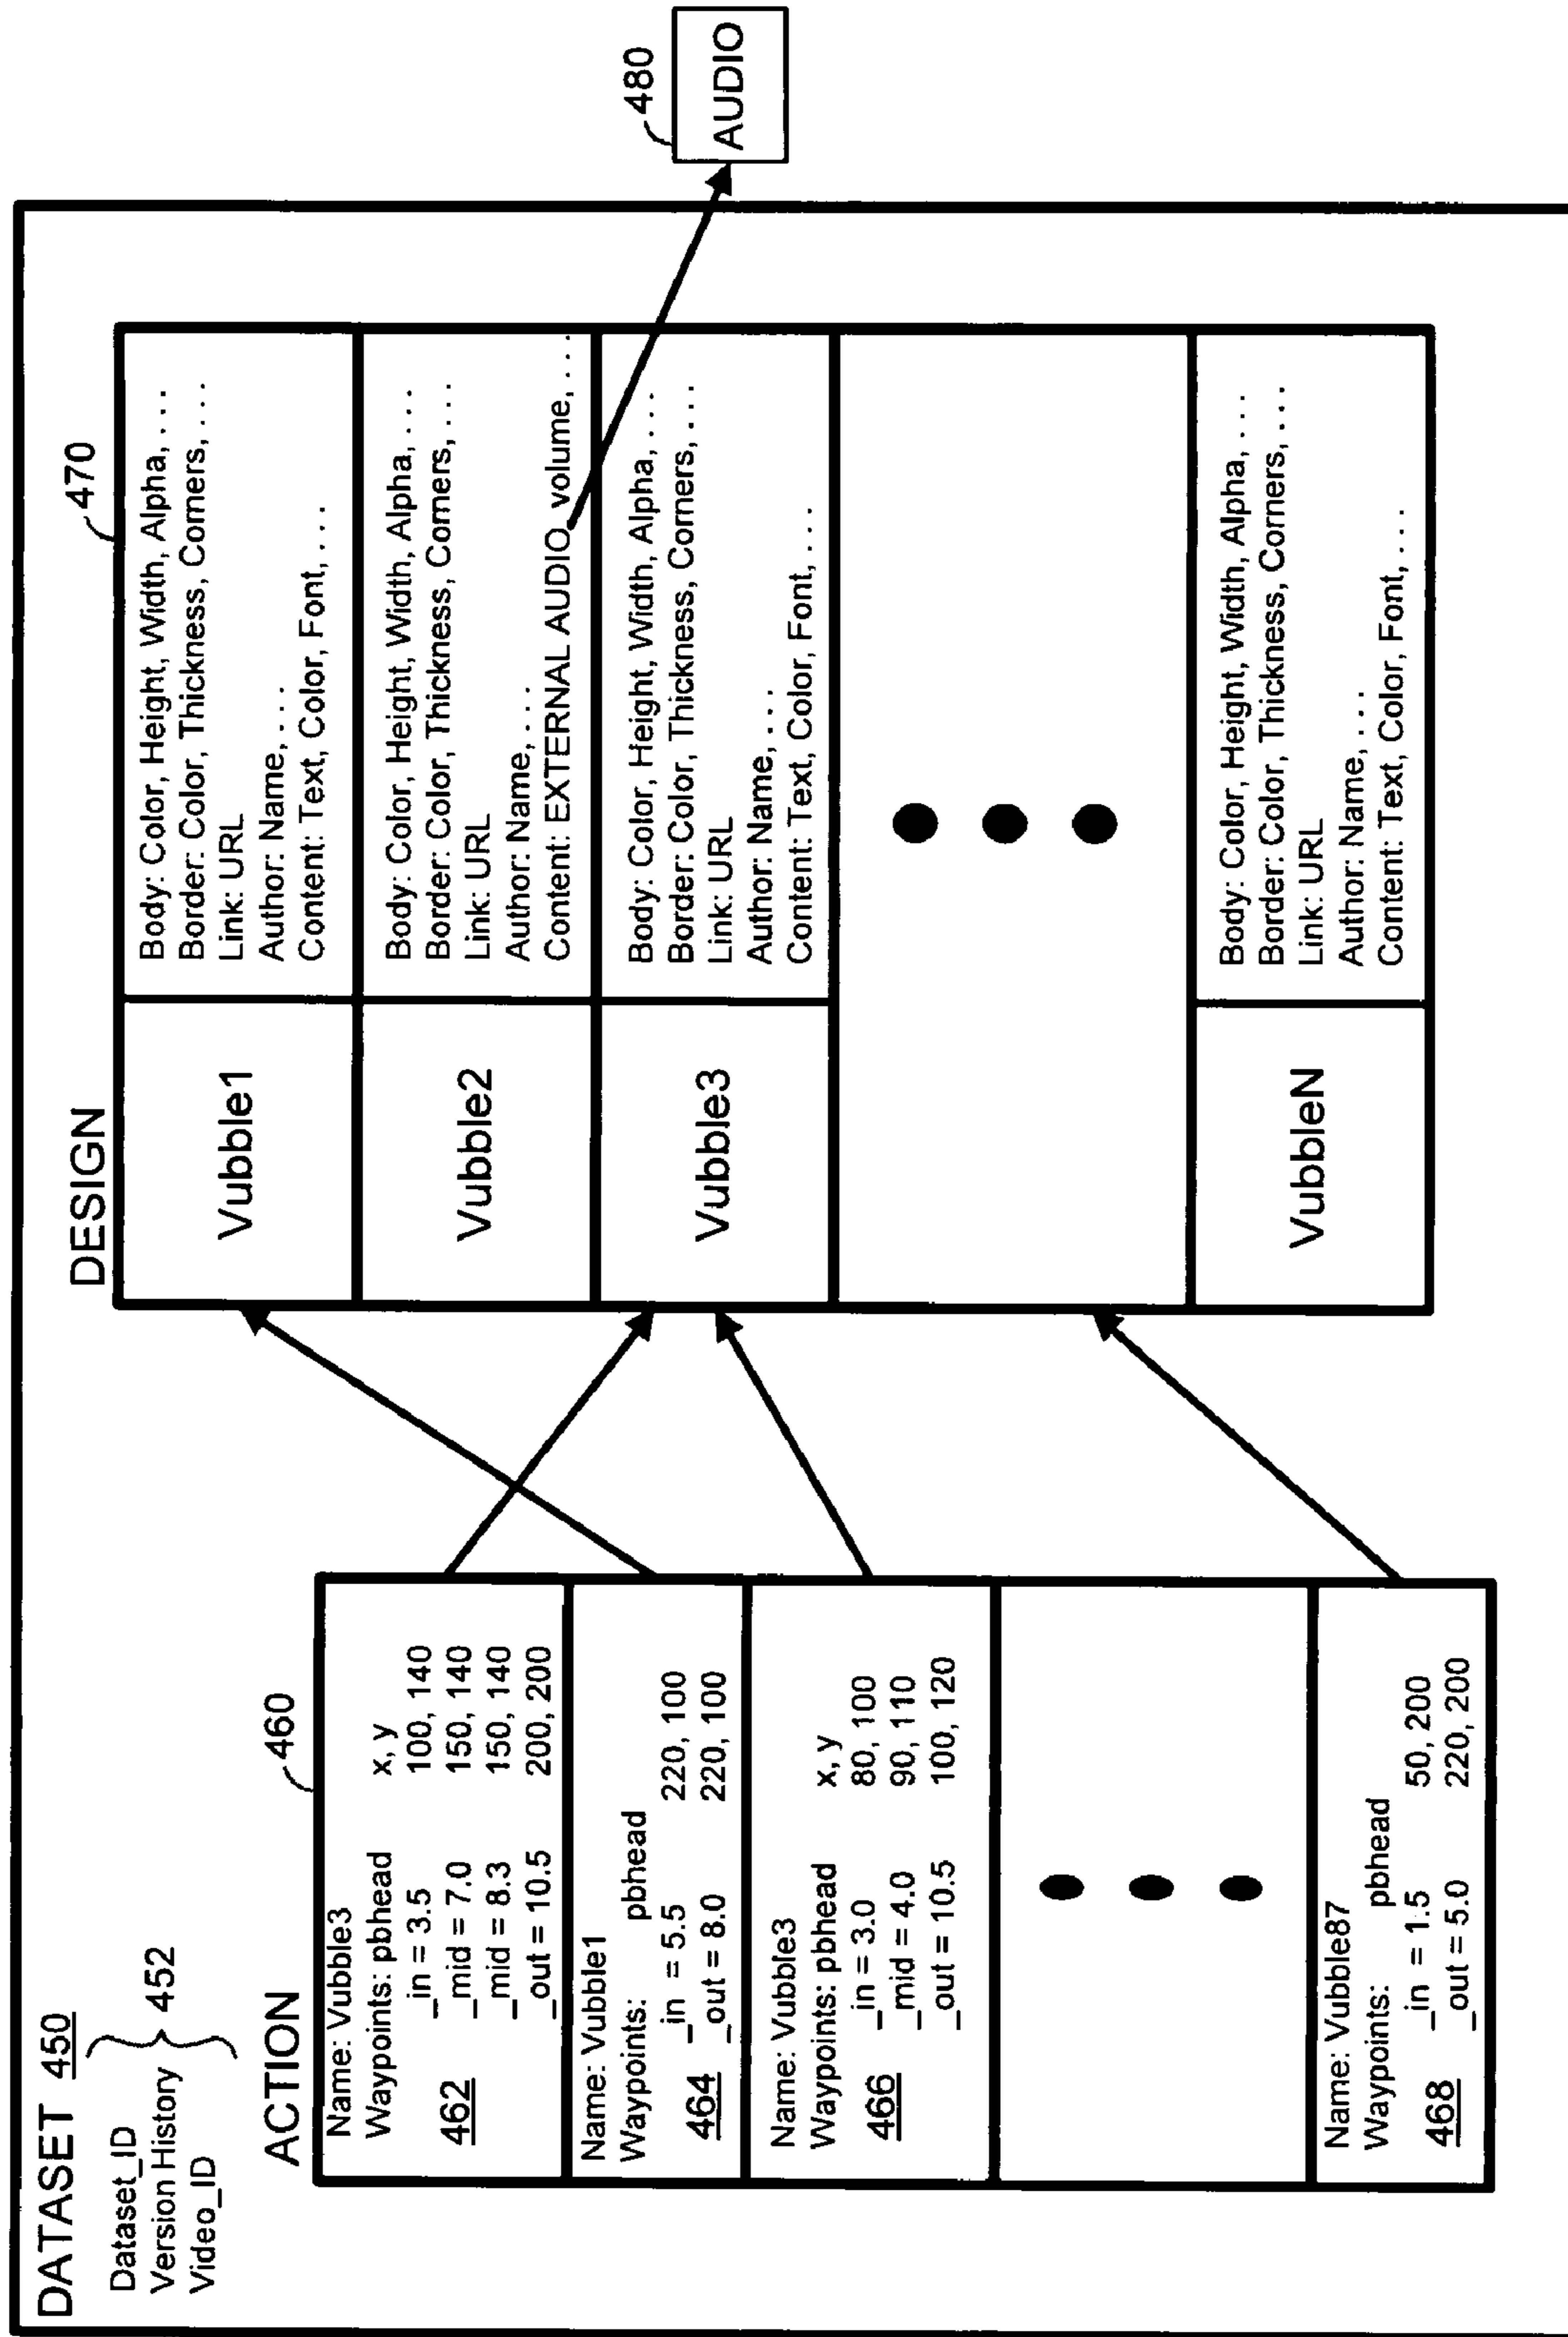 DATASET 450
Dataset_ID
Version History
Video_ID
452
ACTION
460
Name: Vubble3
Waypoints: pbhead x, y
_in = 3.5 100, 140
_mid = 7.0 150, 140
_mid = 8.3 150, 140
_out = 10.5 200, 200
462
Name: Vubble1
Waypoints: pbhead
_in = 5.5 220, 100
_out = 8.0 220, 100
464
Name: Vubble3
Waypoints: pbhead x, y
_in = 3.0 80, 100
_mid = 4.0 90, 110
_out = 10.5 100, 120
466
Name: Vubble87
Waypoints: pbhead
_in = 1.5 50, 200
_out = 5.0 220, 200
468
DESIGN
470
Vubble1
Body: Color, Height, Width, Alpha, . . .
Border: Color, Thickness, Corners, . . .
Link: URL
Author: Name, . . .
Content: Text, Color, Font, . . .
Vubble2
Body: Color, Height, Width, Alpha, . . .
Border: Color, Thickness, Corners, . . .
Link: URL
Author: Name, . . .
Content: EXTERNAL AUDIO, volume, . . .
Vubble3
Body: Color, Height, Width, Alpha, . . .
Border: Color, Thickness, Corners, . . .
Link: URL
Author: Name, . . .
Content: Text, Color, Font, . . .
VubbleN
Body: Color, Height, Width, Alpha, . . .
Border: Color, Thickness, Corners, . . .
Link: URL
Author: Name, . . .
Content: Text, Color, Font, . . .
480
AUDIO